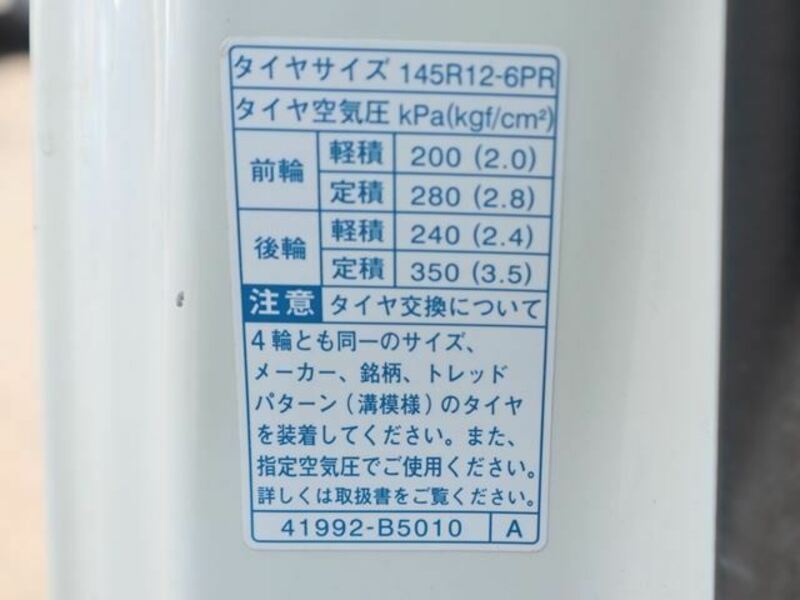 タイヤサイズ 145R12-6PR
タイヤ空気圧 kPa(kgf/cm²)
前輪 軽積 200 (2.0)
定積 280 (2.8)
後輪 軽積 240 (2.4)
定積 350 (3.5)
注意 タイヤ交換について
4輪とも同一のサイズ、
メーカー、銘柄、トレッド
パターン(溝模様)のタイヤ
を装着してください。また、
指定空気圧でご使用ください。
詳しくは取扱書をご覧ください。
41992-B5010 A